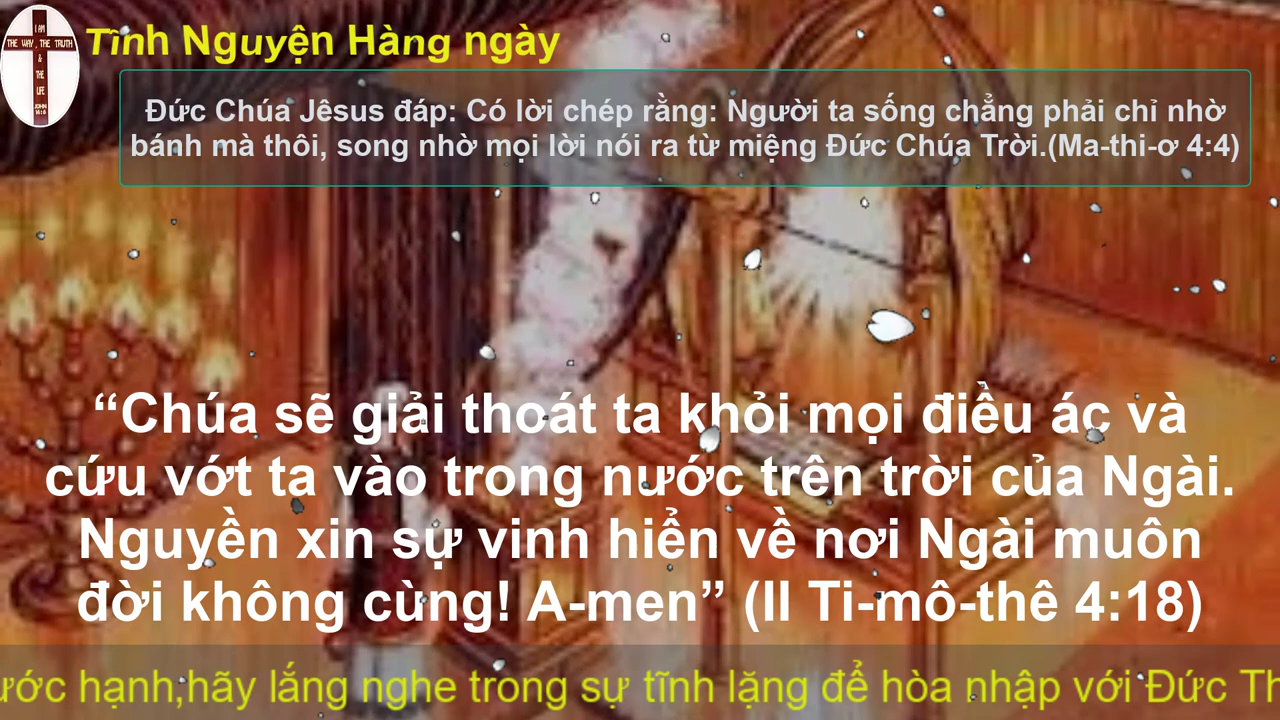 I AM
THE WAY , THE TRUTH
&
THE
LIFE
JOHN
14:6
Tĩnh Nguyện Hàng ngày
Đức Chúa Jêsus đáp: Có lời chép rằng: Người ta sống chẳng phải chỉ nhờ
bánh mà thôi, song nhờ mọi lời nói ra từ miệng Đức Chúa Trời.(Ma-thi-ơ 4:4)
“Chúa sẽ giải thoát ta khỏi mọi điều ác và
cứu vớt ta vào trong nước trên trời của Ngài.
Nguyền xin sự vinh hiển về nơi Ngài muôn
đời không cùng! A-men” (II Ti-mô-thê 4:18)
ước hạnh;hãy lắng nghe trong sự tĩnh lặng để hòa nhập với Đức Th